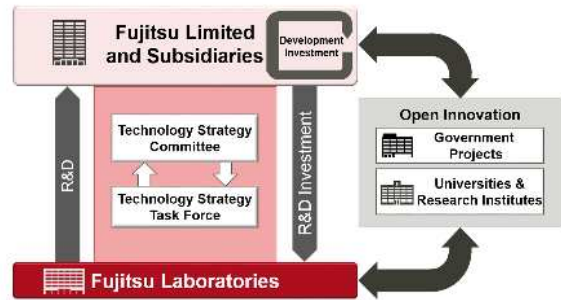 Fujitsu Limited
and Subsidiaries
Development
Investment
Open Innovation
Government
Projects
Universities &
Research Institutes
R&D
Technology Strategy
Committee
Technology Strategy
Task Force
R&D Investment
Fujitsu Laboratories